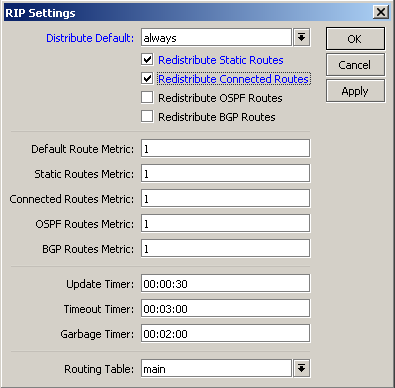 RIP Settings
Distribute Default: always
OK
Redistribute Static Routes
Cancel
Redistribute Connected Routes
Apply
Redistribute OSPF Routes
Redistribute BGP Routes
Default Route Metric: 1
Static Routes Metric: 1
Connected Routes Metric: 1
OSPF Routes Metric: 1
BGP Routes Metric: 1
Update Timer: 00:00:30
Timeout Timer: 00:03:00
Garbage Timer: 00:02:00
Routing Table: main